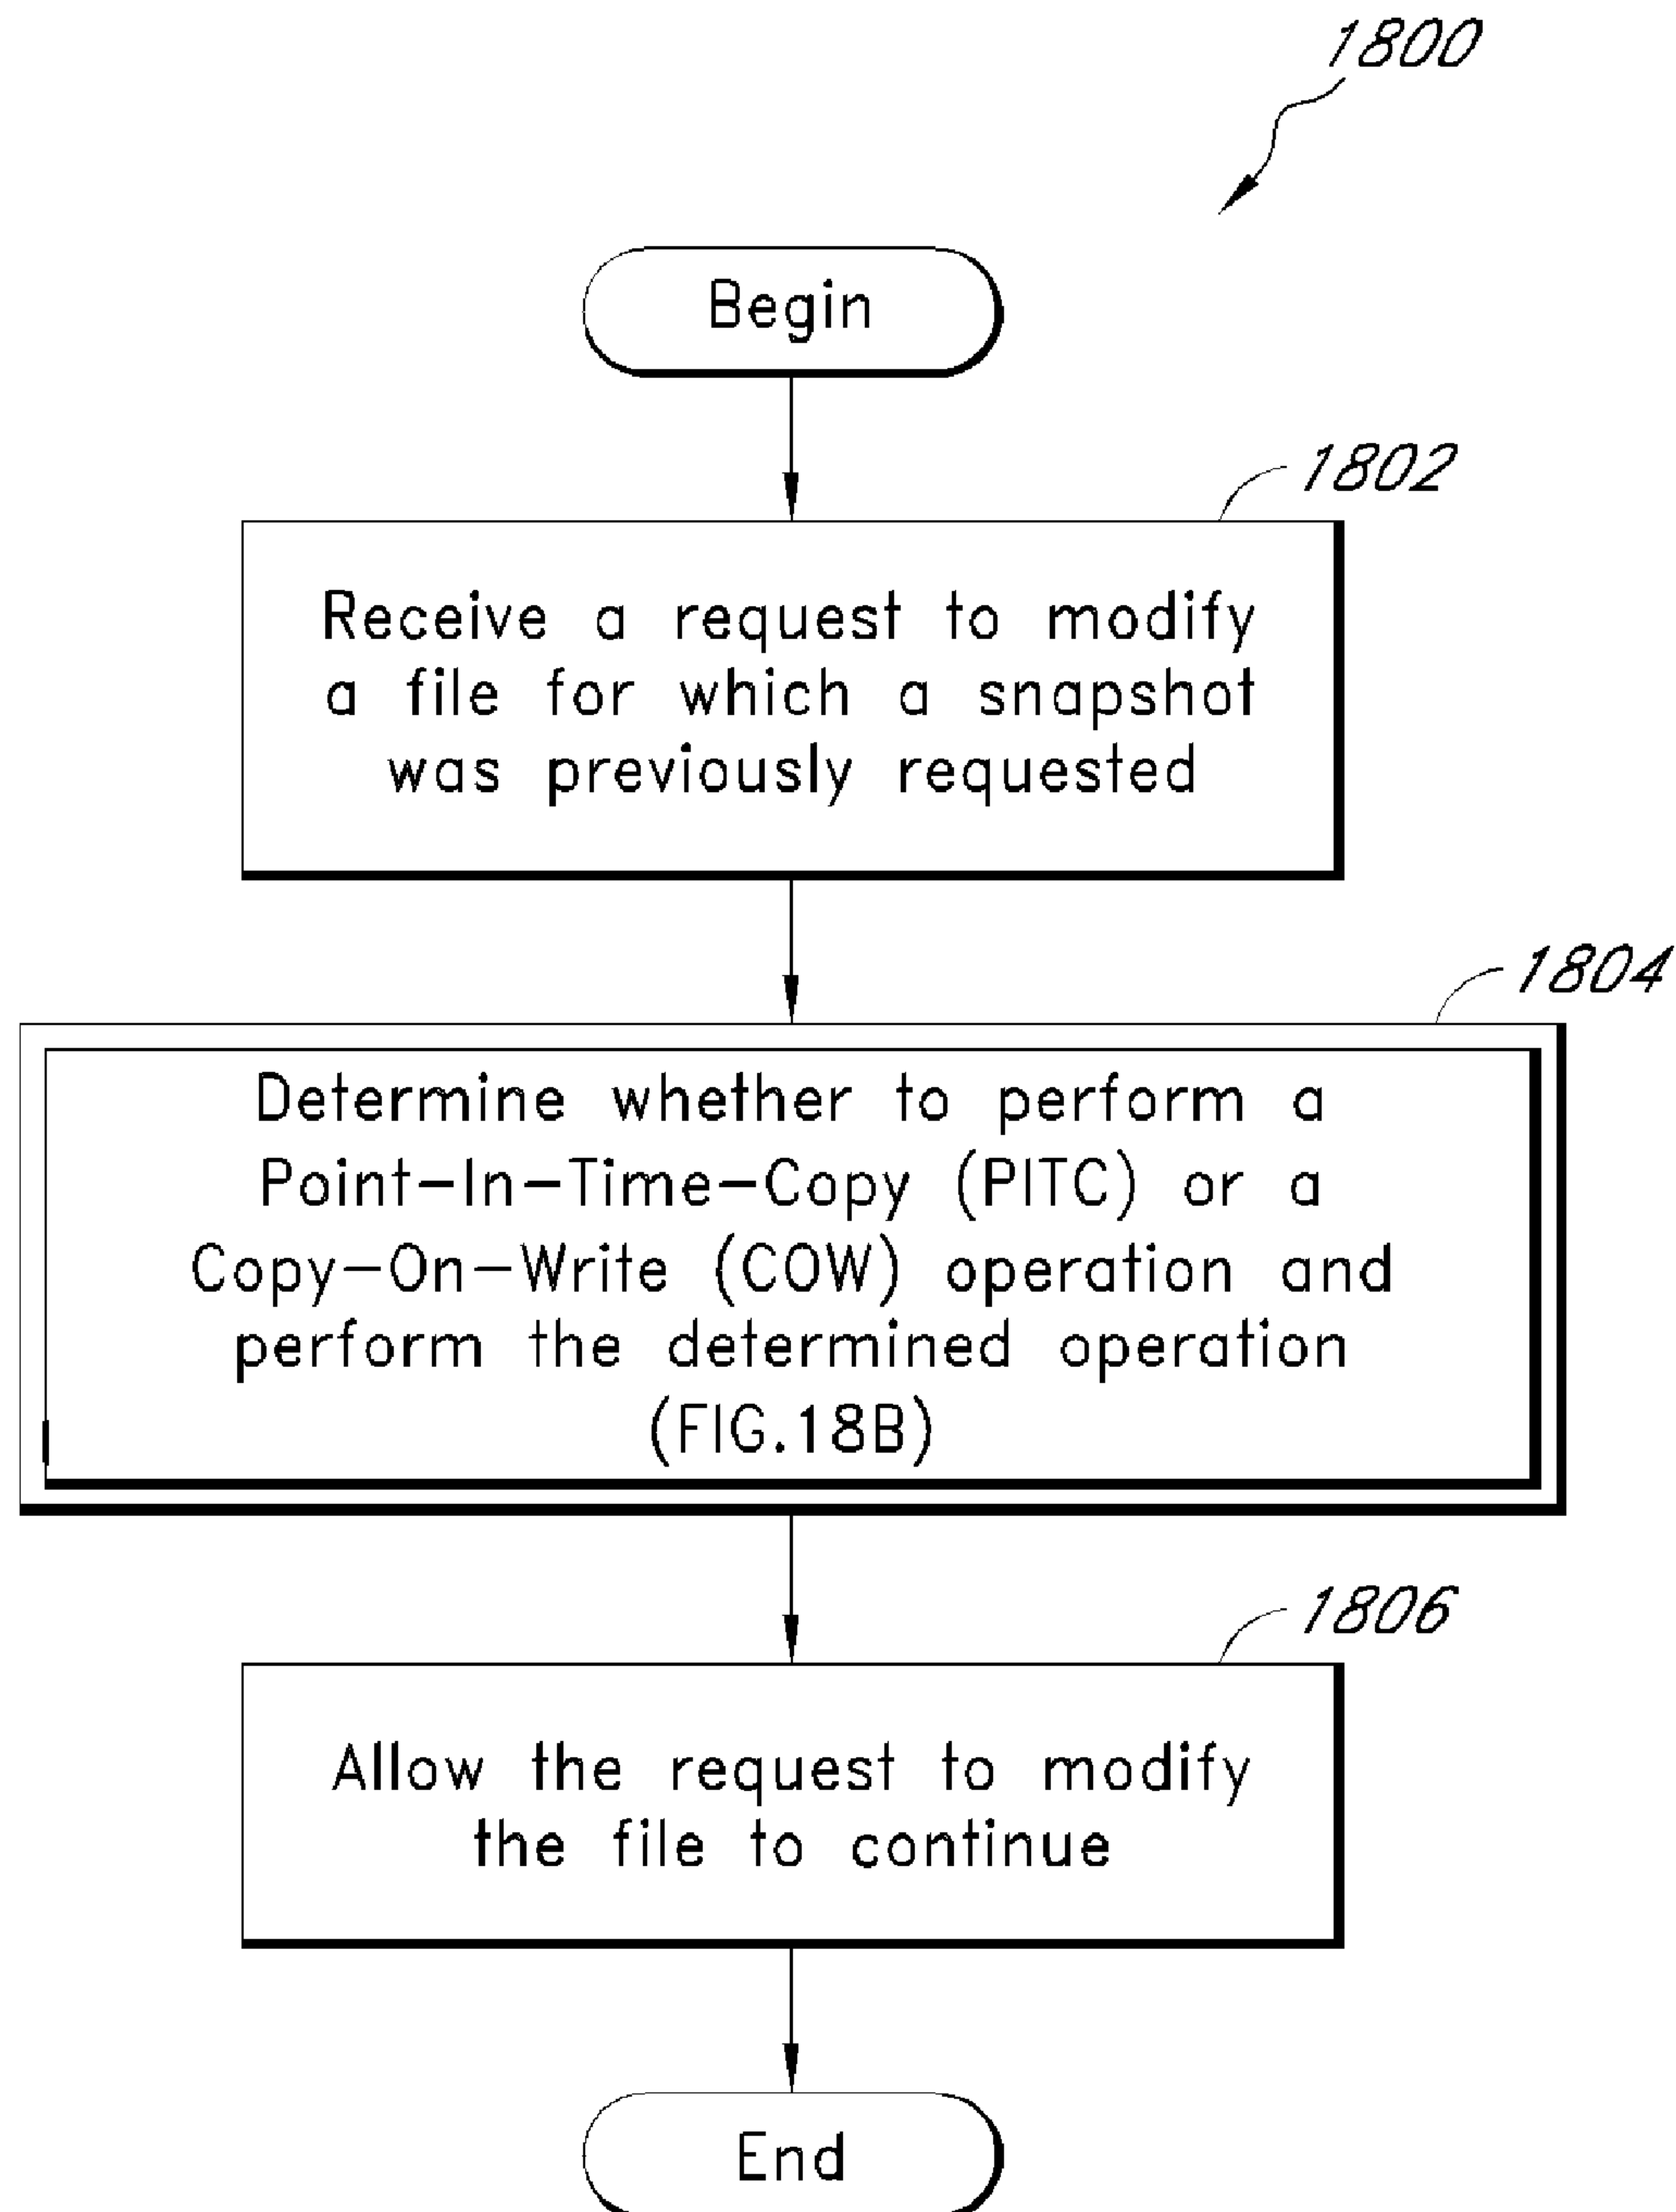 1800
Begin
1802
Receive a request to modify
a file for which a snapshot
was previously requested
1804
Determine whether to perform a
Point-In-Time-Copy (PITC) or a
Copy-On-Write (COW) operation and
perform the determined operation
(FIG.18B)
1806
Allow the request to modify
the file to continue
End